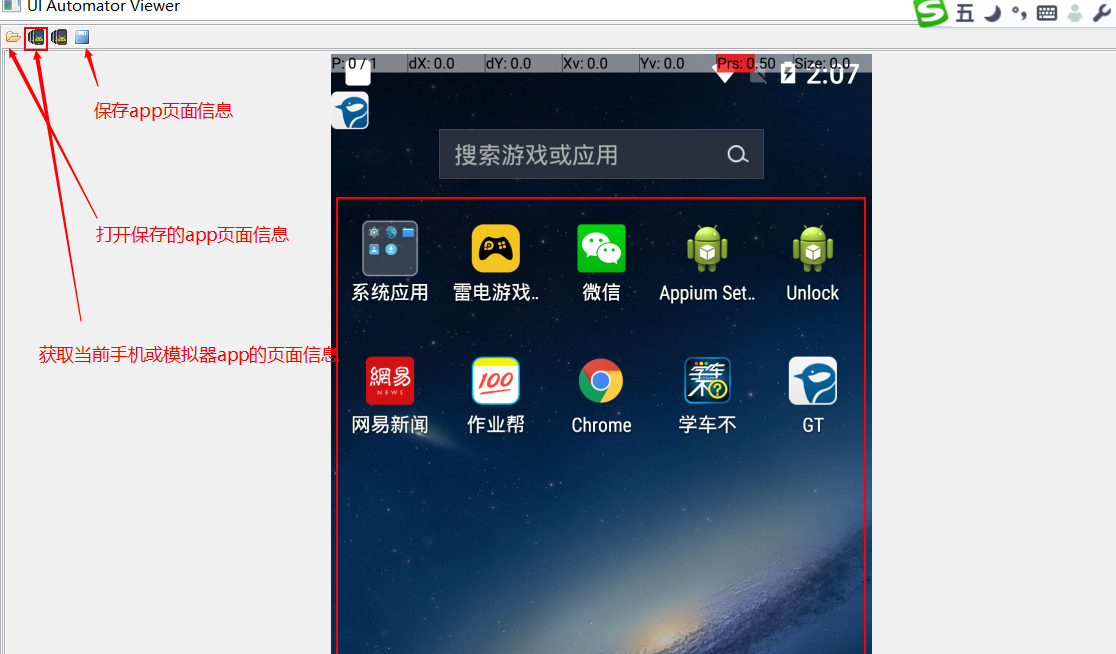 UI Automator Viewer
五
保存app页面信息
打开保存的app页面信息
获取当前手机或模拟器app的页面信息
P: 0 / 1 dX: 0.0 dY: 0.0 Xv: 0.0 Yv: 0.0 Prs: 0.50 Size: 0.0
2:07
搜索游戏或应用
系统应用 雷电游戏.. 微信 Appium Set.. Unlock
網易 NEWS 100 学车不?
网易新闻 作业帮 Chrome 学车不 GT